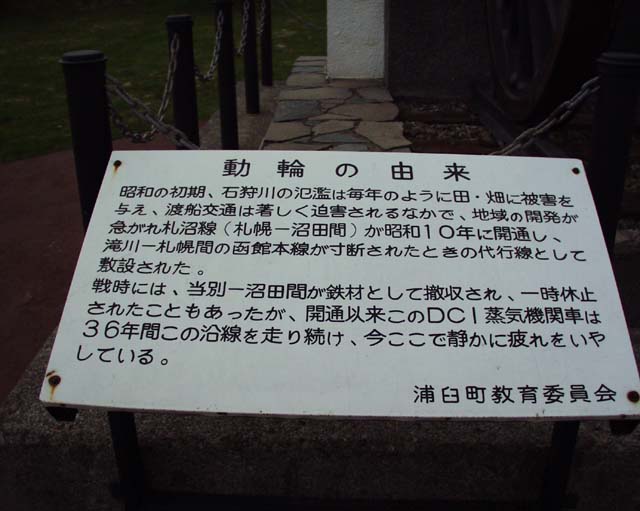 動輪の由来
昭和の初期、石狩川の氾濫は毎年のように田・畑に被害を
与え、渡船交通は著しく迫害されるなかで、地域の開発が
急がれ札沼線(札幌ー沼田間)が昭和10年に開通し、
滝川ー札幌間の函館本線が寸断されたときの代行線として
敷設された。
戦時には、当別ー沼田間が鉄材として撤収され、一時休止
されたこともあったが、開通以来このDC1蒸気機関車は
36年間この沿線を走り続け、今ここで静かに疲れをいや
している。
浦臼町教育委員会